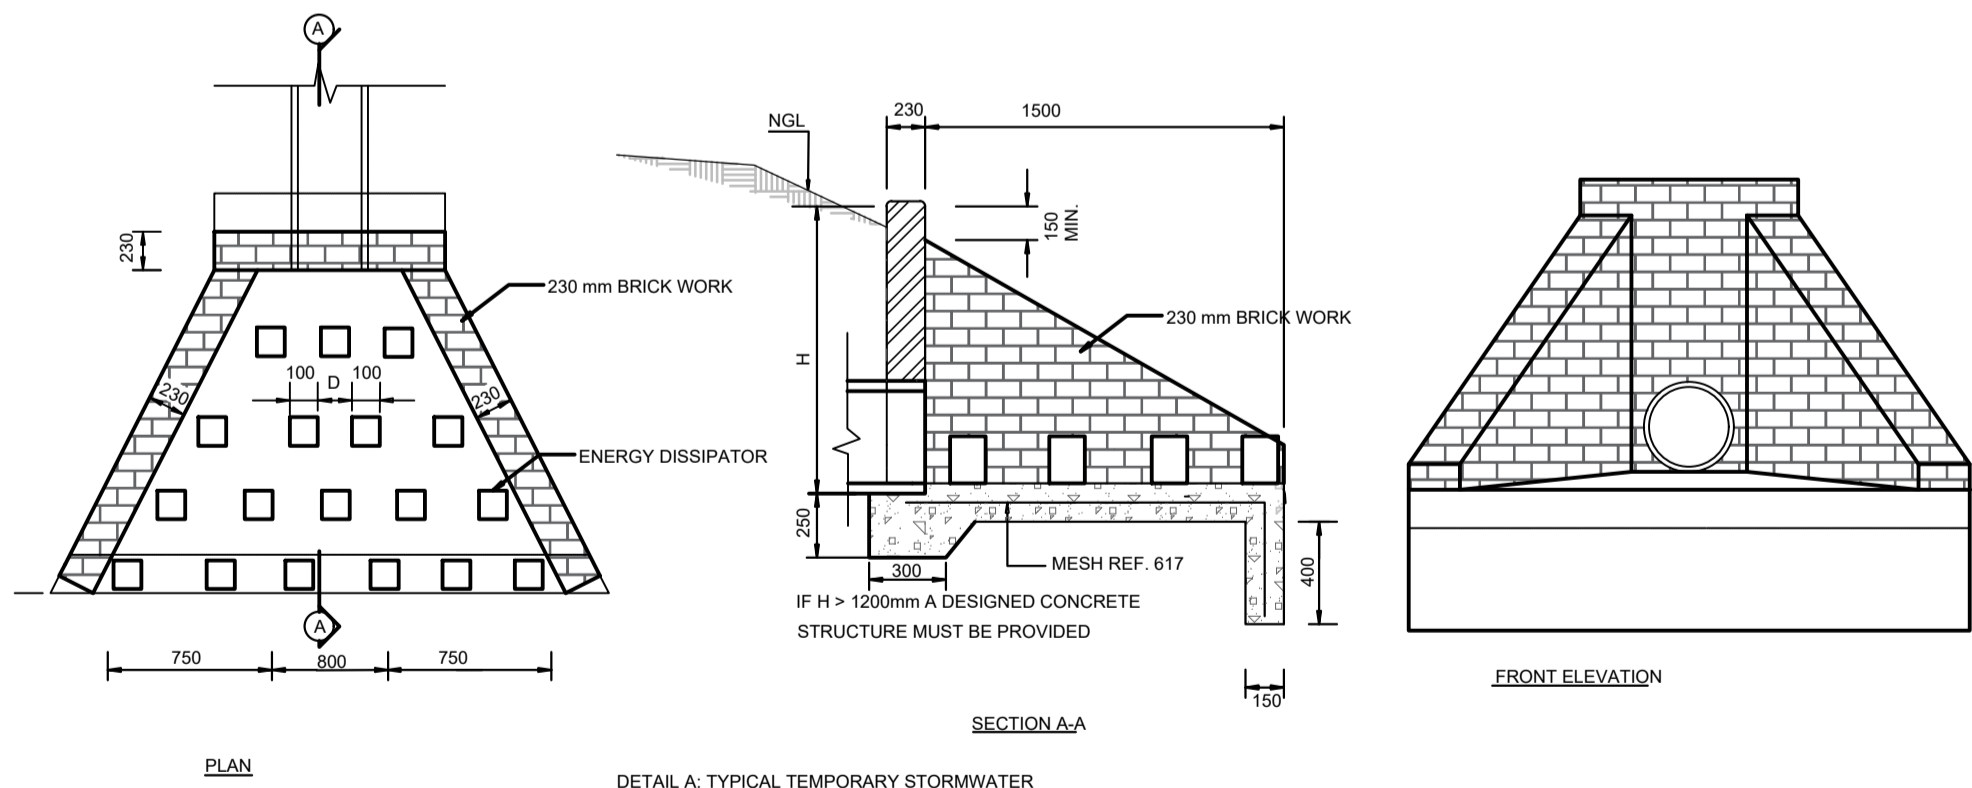 A
230
230 mm BRICK WORK
100
D
100
230
230
ENERGY DISSIPATOR
A
750
800
750
PLAN
NGL
230
1500
150
MIN.
H
230 mm BRICK WORK
250
300
MESH REF. 617
400
IF H > 1200mm A DESIGNED CONCRETE
STRUCTURE MUST BE PROVIDED
150
SECTION A-A
FRONT ELEVATION
DETAIL A: TYPICAL TEMPORARY STORMWATER